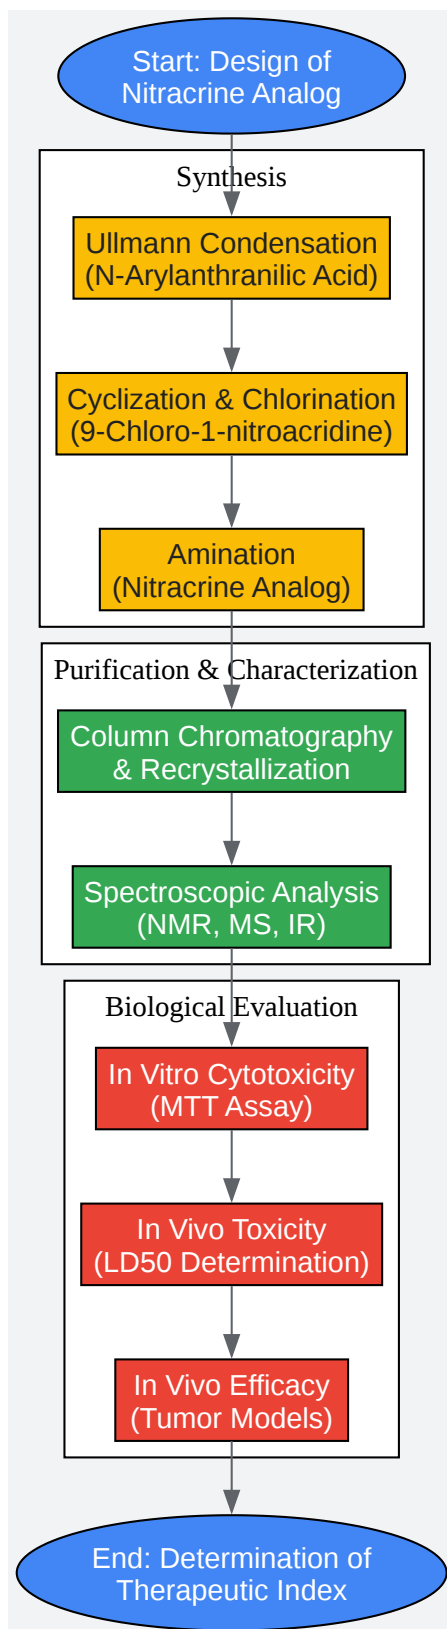 Start: Design of
Nitracrine Analog
Synthesis
Ullmann Condensation
(N-Arylanthranilic Acid)
Cyclization & Chlorination
(9-Chloro-1-nitroacridine)
Amination
(Nitracrine Analog)
Purification & Characterization
Column Chromatography
& Recrystallization
Spectroscopic Analysis
(NMR, MS, IR)
Biological Evaluation
In Vitro Cytotoxicity
(MTT Assay)
In Vivo Toxicity
(LD50 Determination)
In Vivo Efficacy
(Tumor Models)
End: Determination of
Therapeutic Index